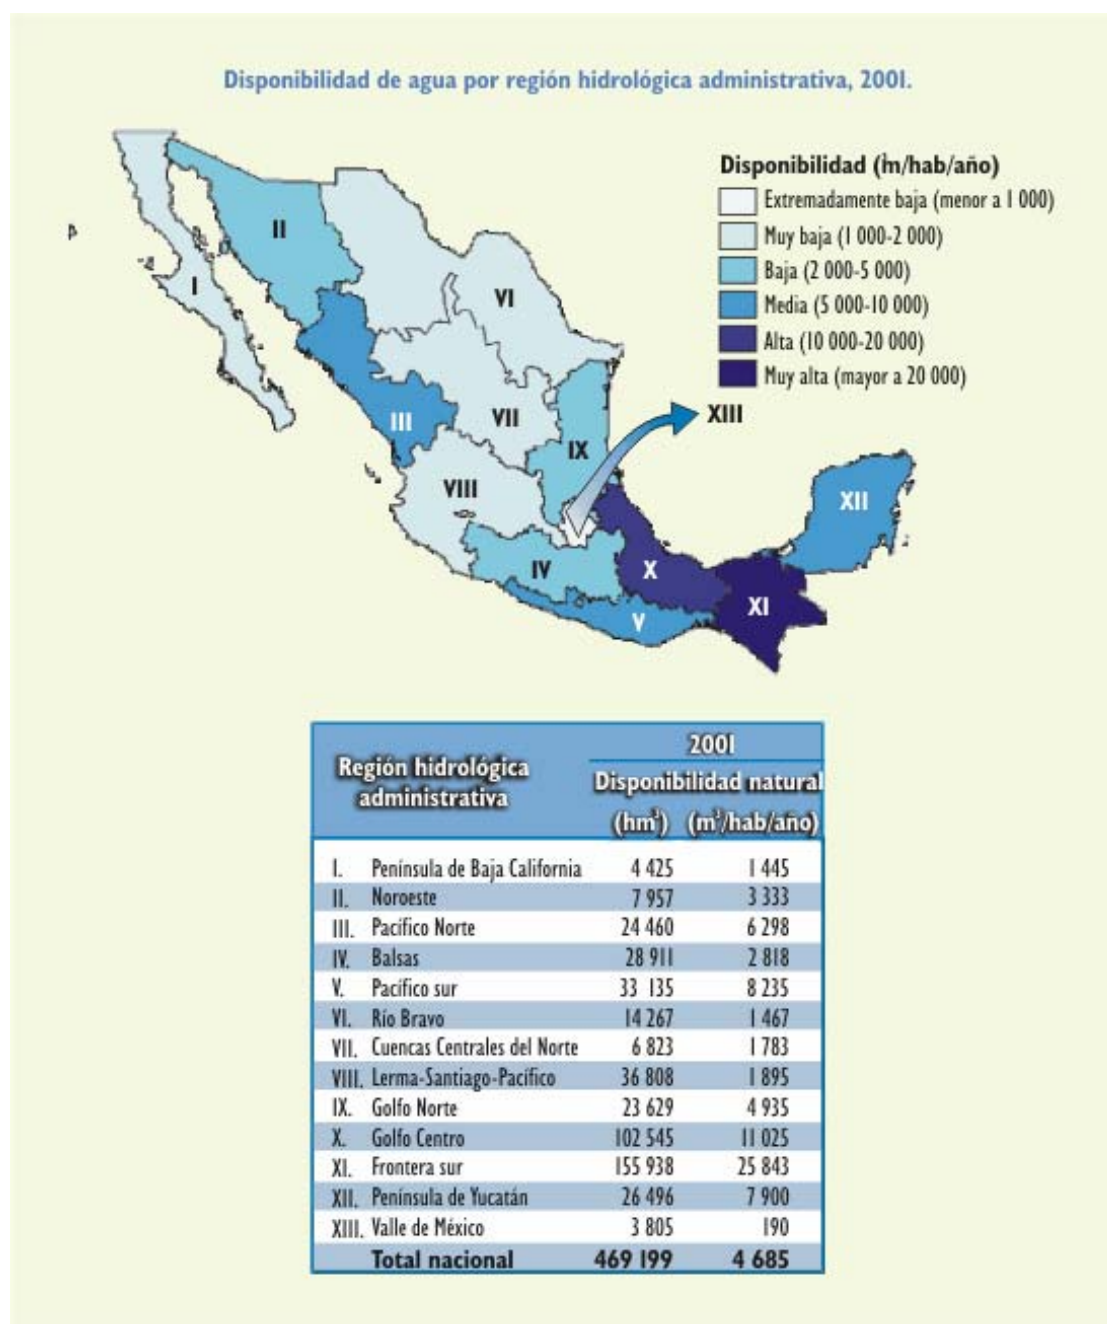 Disponibilidad de agua por región hidrológica administrativa, 2001.
Disponibilidad (m/hab/año)
Extremadamente baja (menor a 1 000)
Muy baja (1 000-2 000)
Baja (2 000-5 000)
Media (5 000-10 000)
Alta (10 000-20 000)
Muy alta (mayor a 20 000)
I
II
III
IV
V
VI
VII
VIII
IX
X
XI
XII
XIII
Región hidrológica administrativa
2001
Disponibilidad natural
(hm³) (m³/hab/año)
I. Península de Baja California 4 425 1 445
II. Noroeste 7 957 3 333
III. Pacífico Norte 24 460 6 298
IV. Balsas 28 911 2 818
V. Pacífico sur 33 135 8 235
VI. Río Bravo 14 267 1 467
VII. Cuencas Centrales del Norte 6 823 1 783
VIII. Lerma-Santiago-Pacífico 36 808 1 895
IX. Golfo Norte 23 629 4 935
X. Golfo Centro 102 545 11 025
XI. Frontera sur 155 938 25 843
XII. Península de Yucatán 26 496 7 900
XIII. Valle de México 3 805 190
Total nacional 469 199 4 685